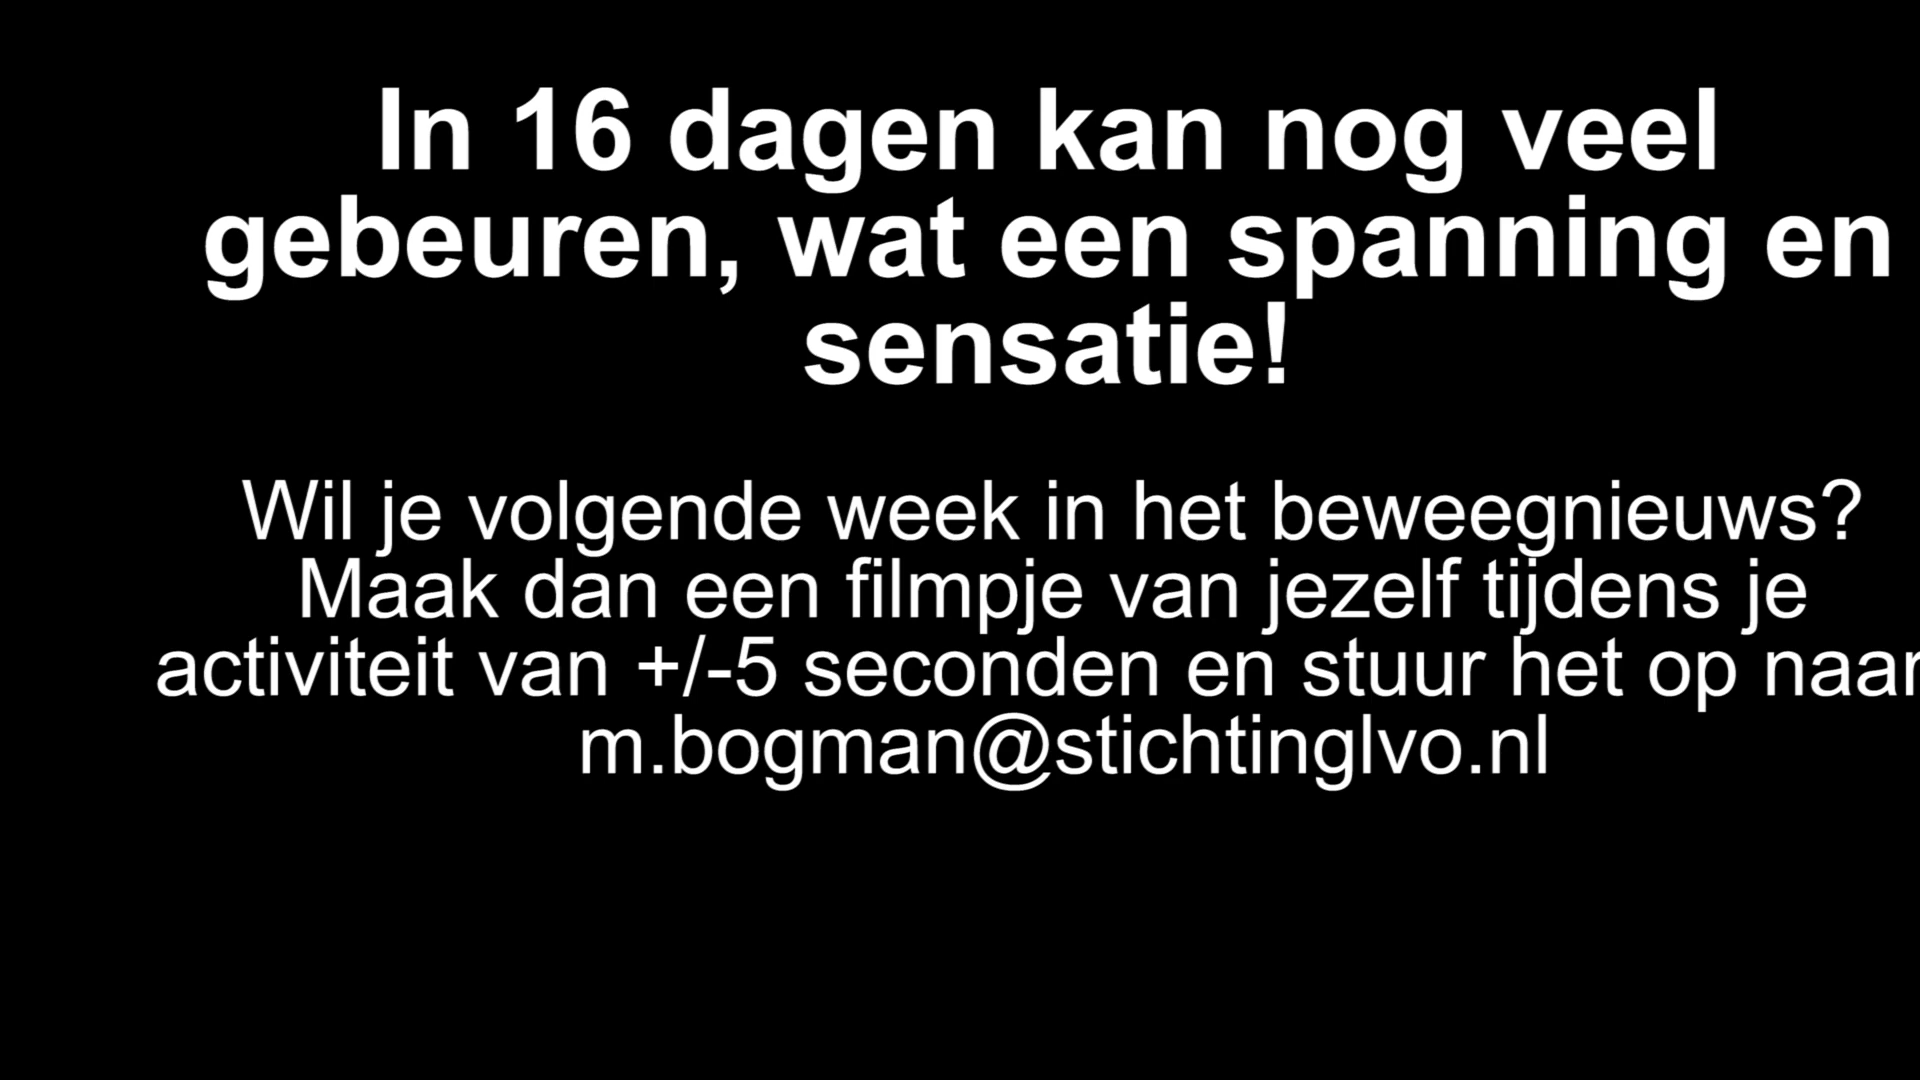 In 16 dagen kan nog veel
gebeuren, wat een spanning en
sensatie!
Wil je volgende week in het beweegnieuws?
Maak dan een filmpje van jezelf tijdens je
activiteit van +/-5 seconden en stuur het op naar
m.bogman@stichtinglvo.nl